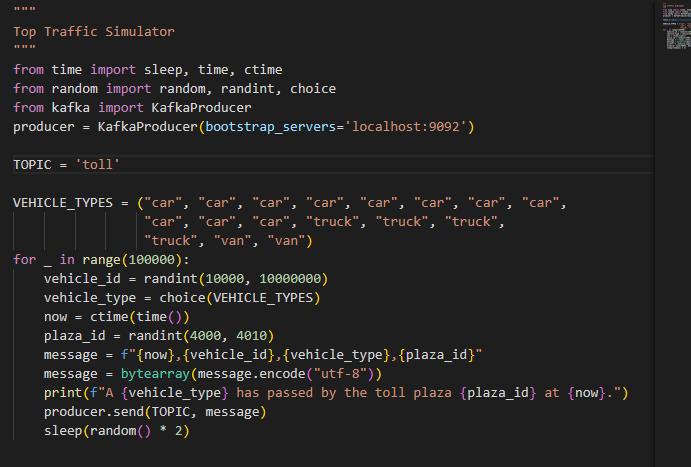 """
Top Traffic Simulator
"""
from time import sleep, time, ctime
from random import random, randint, choice
from kafka import KafkaProducer
producer = KafkaProducer(bootstrap_servers='localhost:9092')
TOPIC = 'toll'
VEHICLE_TYPES = ("car", "car", "car", "car", "car", "car", "car", "car",
"car", "car", "car", "truck", "truck", "truck",
"truck", "van", "van")
for _ in range(100000):
vehicle_id = randint(10000, 10000000)
vehicle_type = choice(VEHICLE_TYPES)
now = ctime(time())
plaza_id = randint(4000, 4010)
message = f"{now},{vehicle_id},{vehicle_type},{plaza_id}"
message = bytearray(message.encode("utf-8"))
print(f"A {vehicle_type} has passed by the toll plaza {plaza_id} at {now}.")
producer.send(TOPIC, message)
sleep(random() * 2)